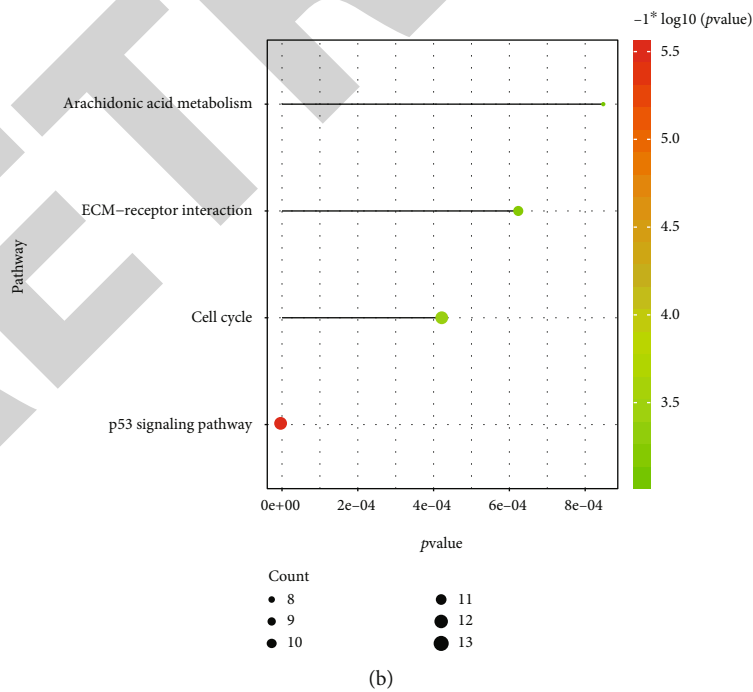 –1* log10 (pvalue)
5.5
5.0
4.5
4.0
3.5
Pathway
Arachidonic acid metabolism
ECM−receptor interaction
Cell cycle
p53 signaling pathway
0e+00 2e–04 4e–04 6e–04 8e–04
pvalue
Count
8 11
9 12
10 13
(b)